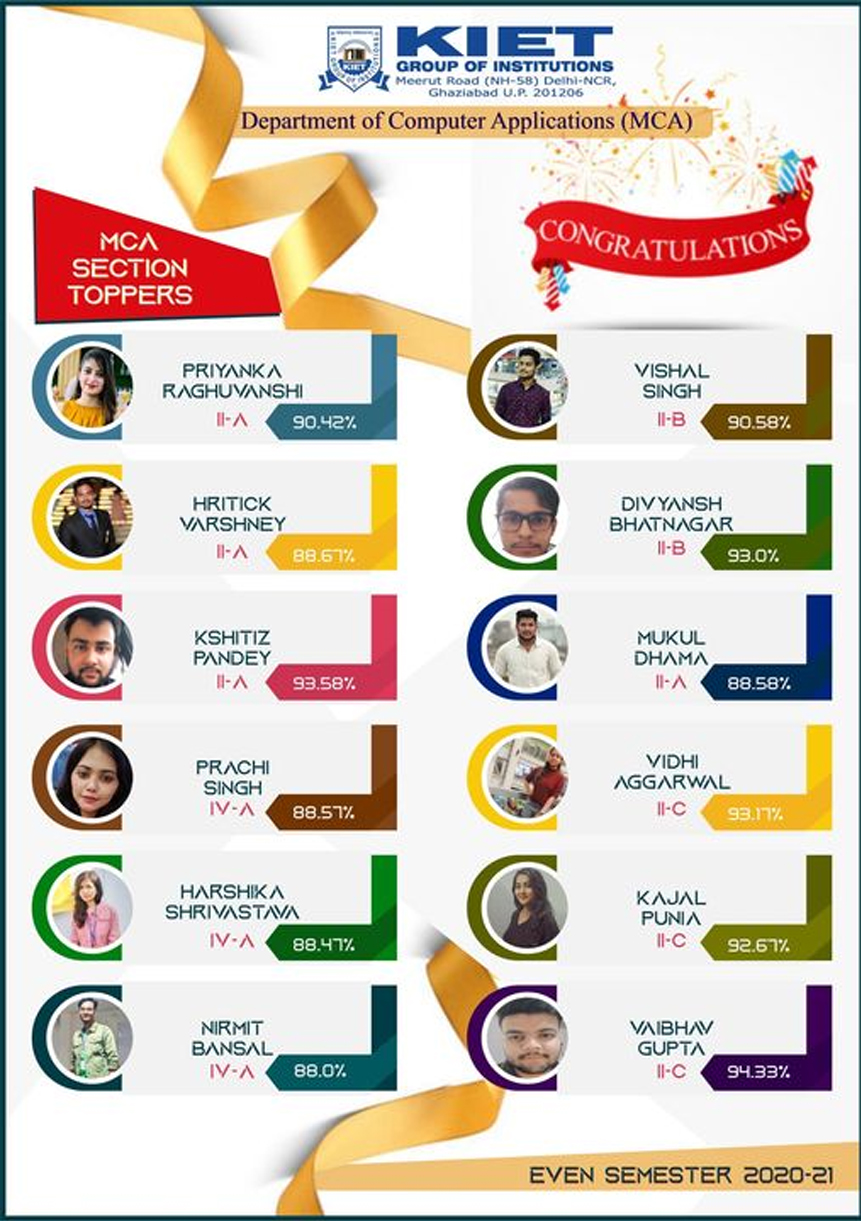 KIET
GROUP OF INSTITUTIONS
Meerut Road (NH-58) Delhi-NCR,
Ghaziabad U.P. 201206
Department of Computer Applications (MCA)
CONGRATULATIONS
MCA
SECTION
TOPPERS
PRIYANKA
RAGHUVANSHI
II-A
90.42%
VISHAL
SINGH
II-B
90.58%
HRITICK
VARSHNEY
II-A
88.67%
DIVYANSH
BHATNAGAR
II-B
93.0%
KSHITIZ
PANDEY
II-A
93.58%
MUKUL
DHAMA
II-A
88.58%
PRACHI
SINGH
IV-A
88.57%
VIDHI
AGGARWAL
II-C
93.17%
HARSHIKA
SHRIVASTAVA
IV-A
88.47%
KAJAL
PUNIA
II-C
92.67%
NIRMIT
BANSAL
IV-A
88.0%
VAIBHAV
GUPTA
II-C
94.33%
EVEN SEMESTER 2020-21